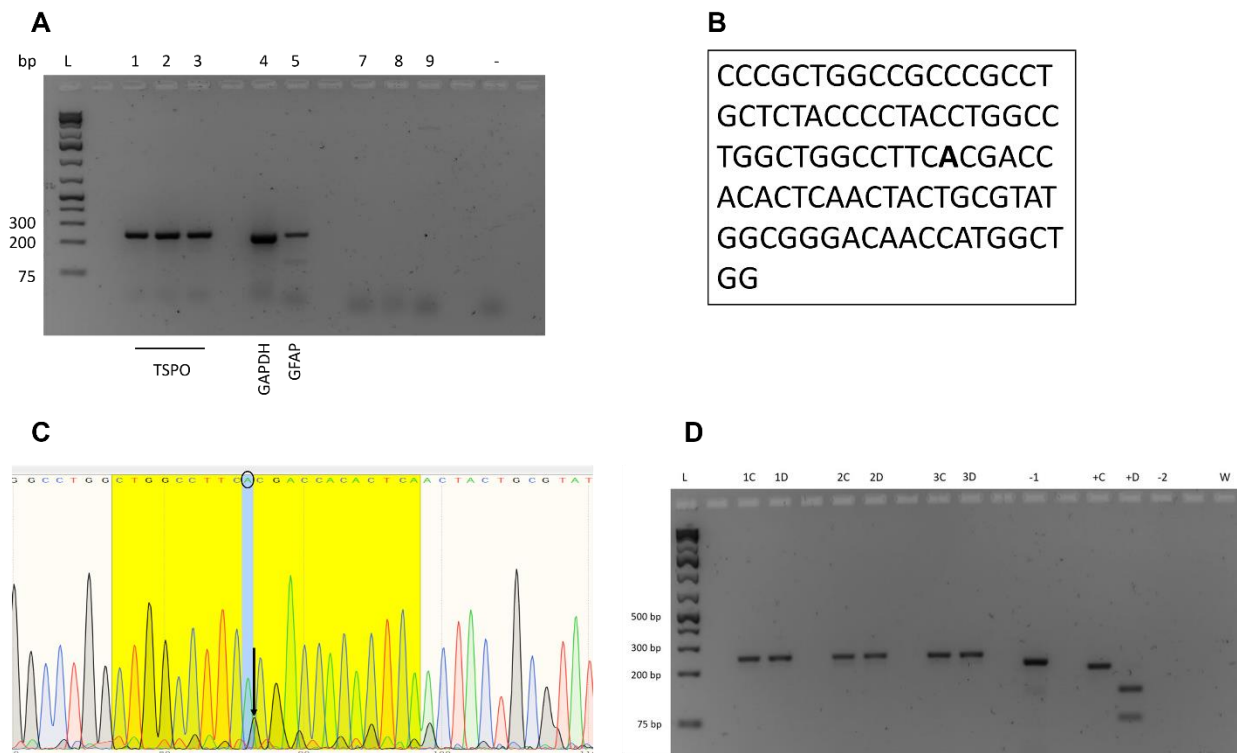 A
bp L 1 2 3 4 5 7 8 9 -
300
200
75
TSPO
GAPDH
GFAP
B
CCCGCTGGCCGCCCGCCT
GCTCTACCCCTACCTGGCC
TGGCTGGCCTTCACGACC
ACACTCAACTACTGCGTAT
GGCGGGACAACCATGGCT
GG
C
G G C C T G G C T G G C C T T C A C G A C C A C A C T C A A C T A C T G C G T A T
D
L 1C 1D 2C 2D 3C 3D -1 +C +D -2 W
500 bp
300 bp
200 bp
75 bp